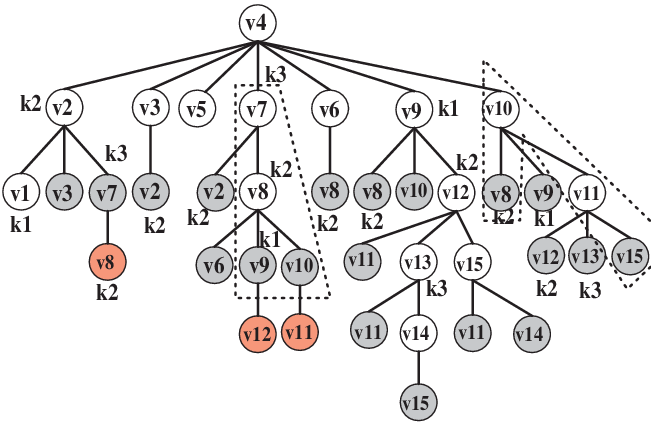 v4
k3
k2 v2 v3 v5 v7 v6 v9 k1 v10
k3 k2 k2
v1 v3 v7 v2 v2 v8 v8 v8 v10 v12 v8 v9 v11
k1 k2 k2 k2 k2 k2 k1
k1
v8 v6 v9 v10 v11 v13 v15 v12 v13 v15
k2 k3 k2 k3
v12 v11 v11 v14 v11 v14
v15